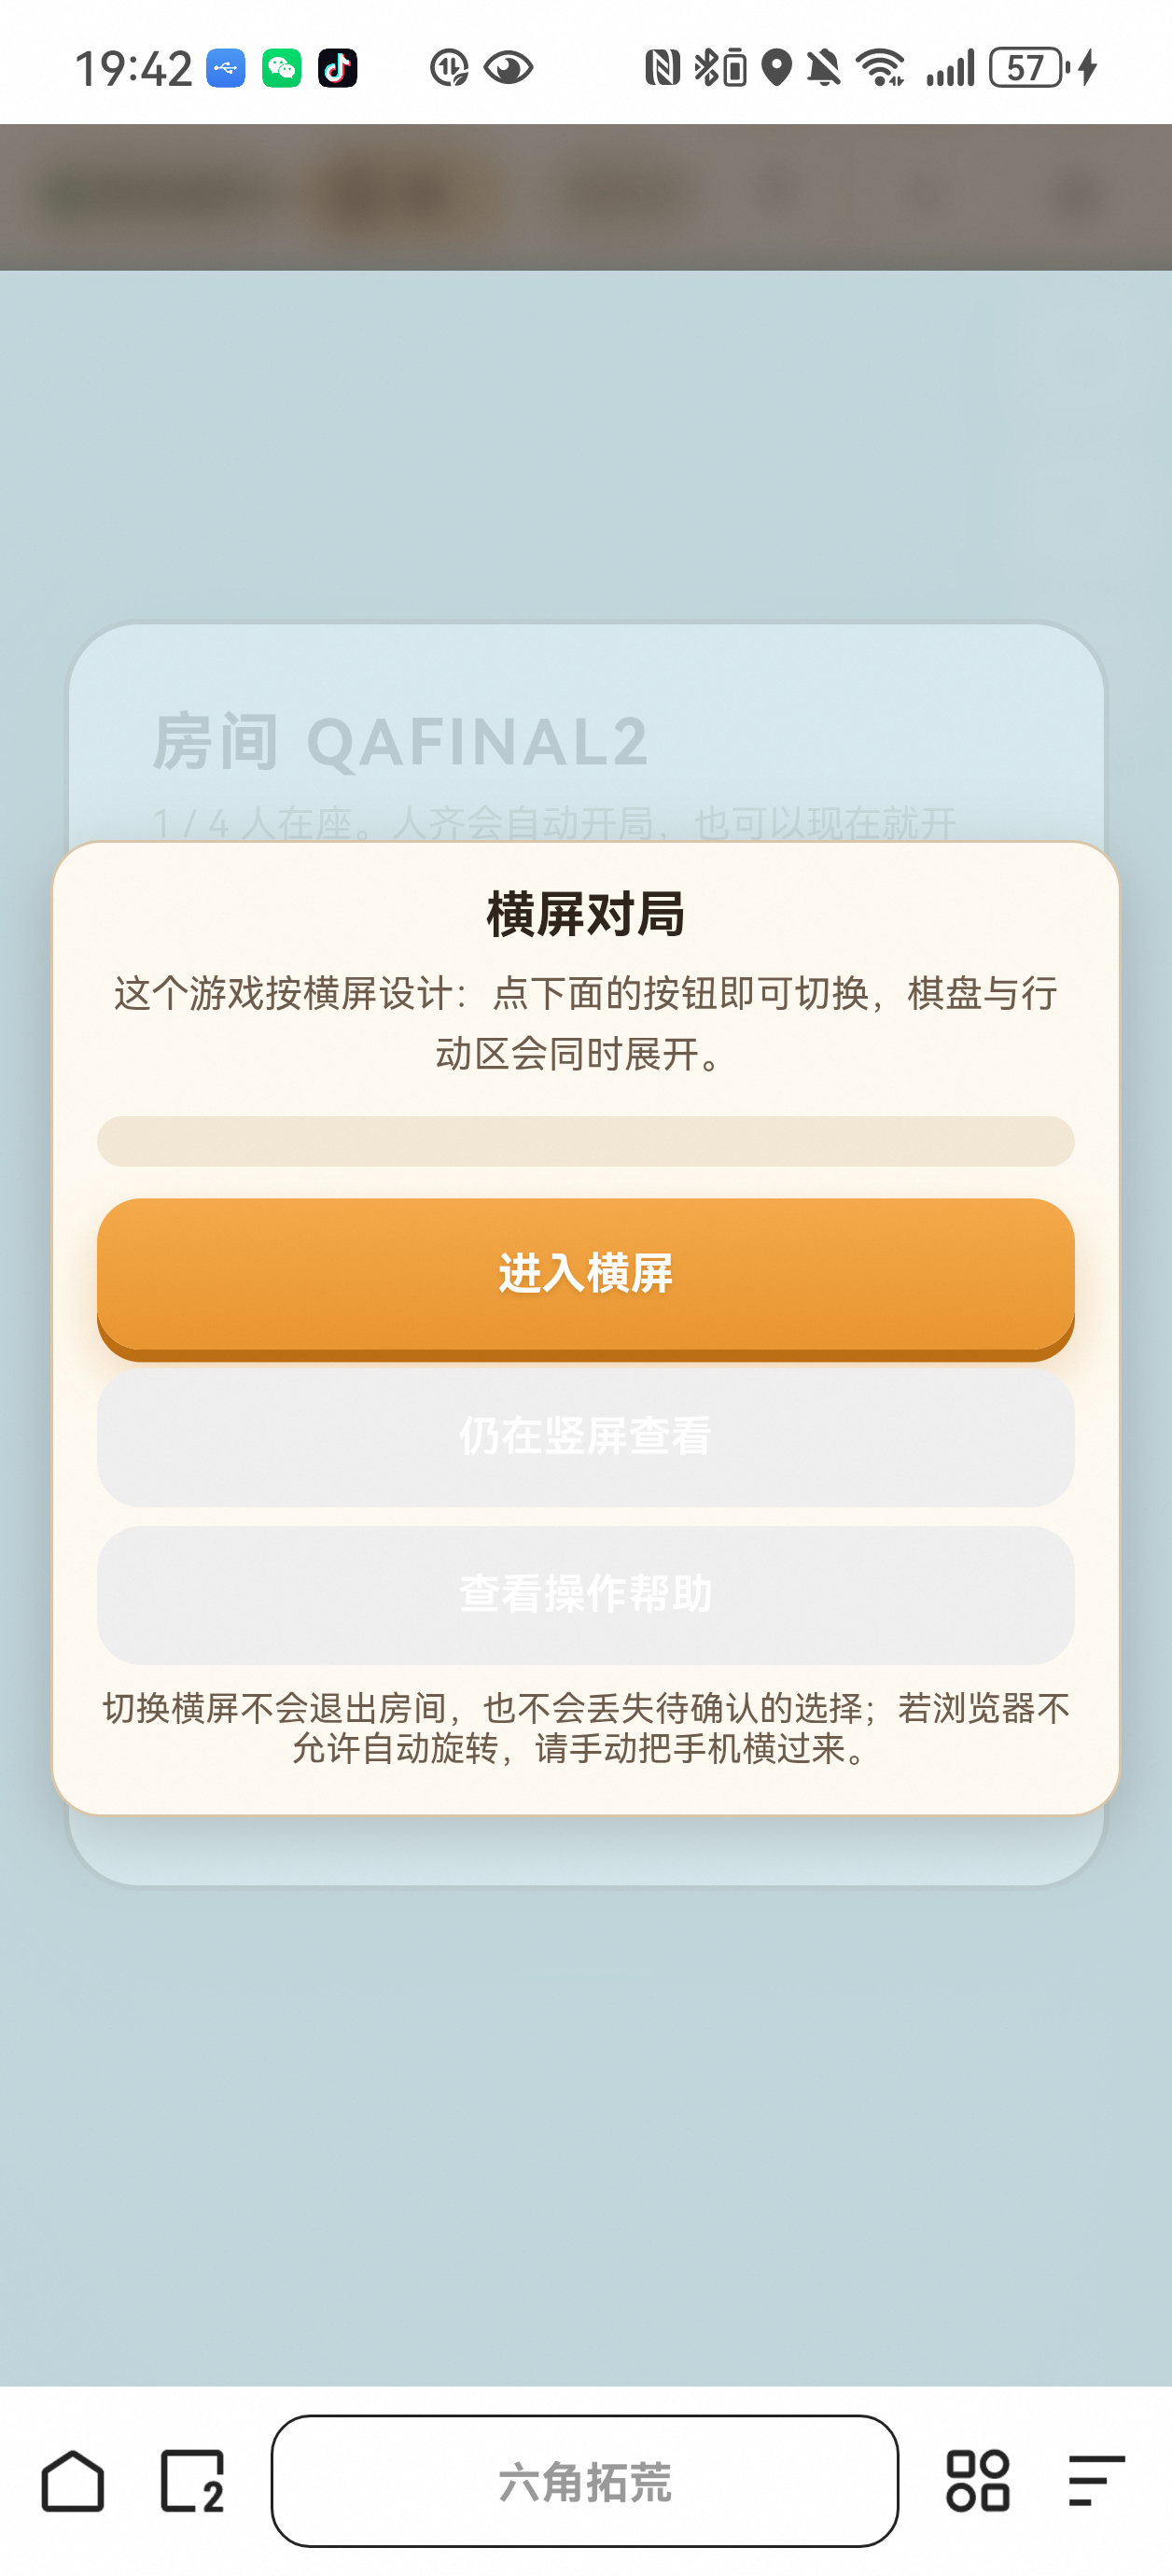 19:42
57
房间 QAFINAL2
1 / 4 人在座。人齐会自动开局，也可以现在就开
横屏对局
这个游戏按横屏设计：点下面的按钮即可切换，棋盘与行
动区会同时展开。
进入横屏
仍在竖屏查看
查看操作帮助
切换横屏不会退出房间，也不会丢失待确认的选择；若浏览器不
允许自动旋转，请手动把手机横过来。
2
六角拓荒